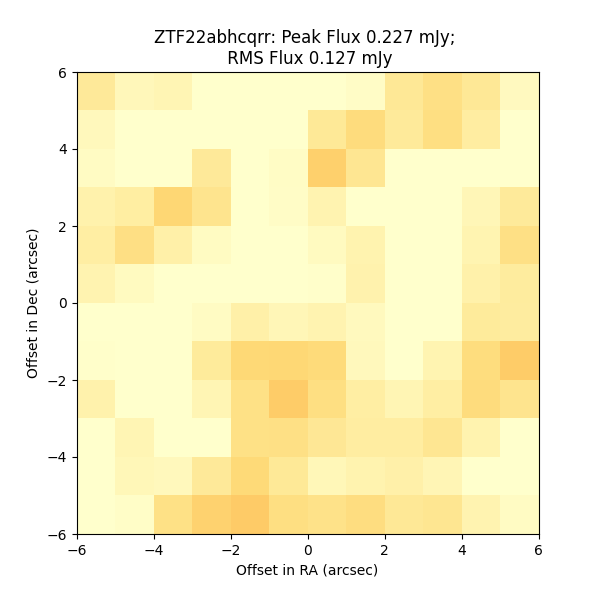 ZTF22abhcqrr: Peak Flux 0.227 mJy;
RMS Flux 0.127 mJy
6
4
2
0
−2
−4
−6
Offset in Dec (arcsec)
−6 −4 −2 0 2 4 6
Offset in RA (arcsec)